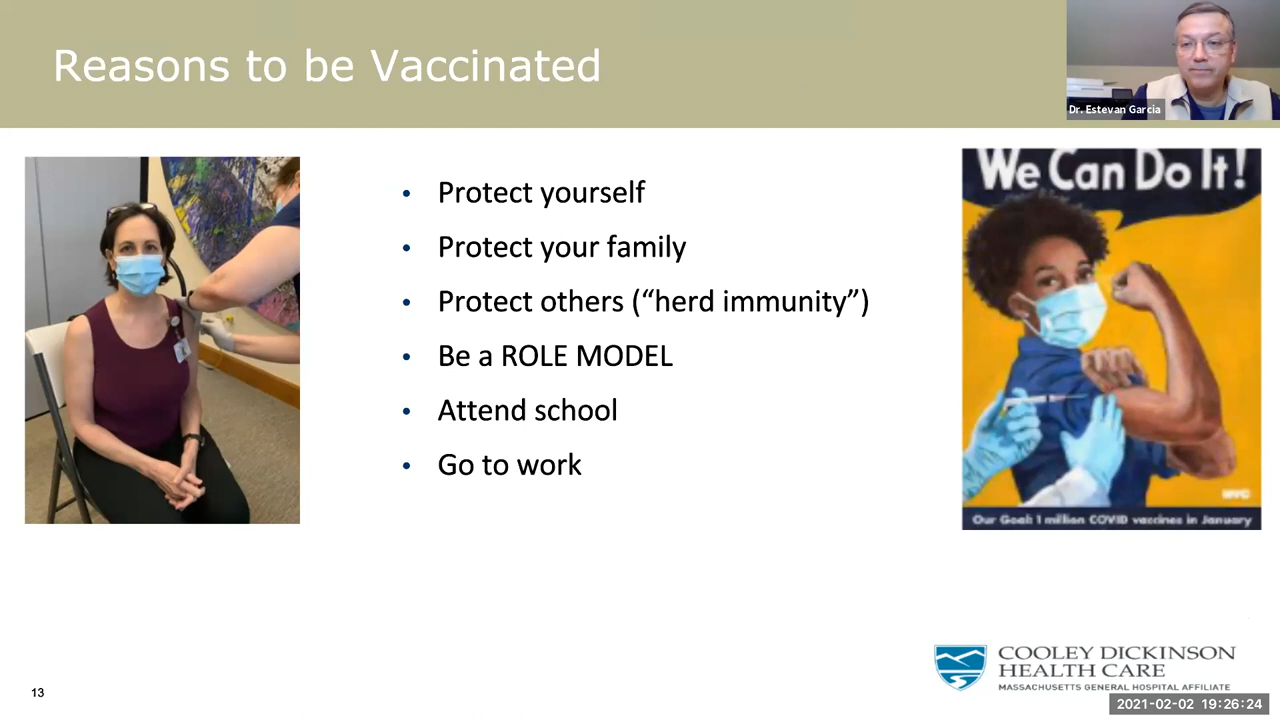 Reasons to be Vaccinated
Dr. Estevan Garcia
We Can Do It!
• Protect yourself
• Protect your family
• Protect others (“herd immunity”)
• Be a ROLE MODEL
• Attend school
• Go to work
Our Goal: 1 million COVID vaccines in January
COOLEY DICKINSON
HEALTH CARE
MASSACHUSETTS GENERAL HOSPITAL AFFILIATE
13
2021-02-02 19:26:24